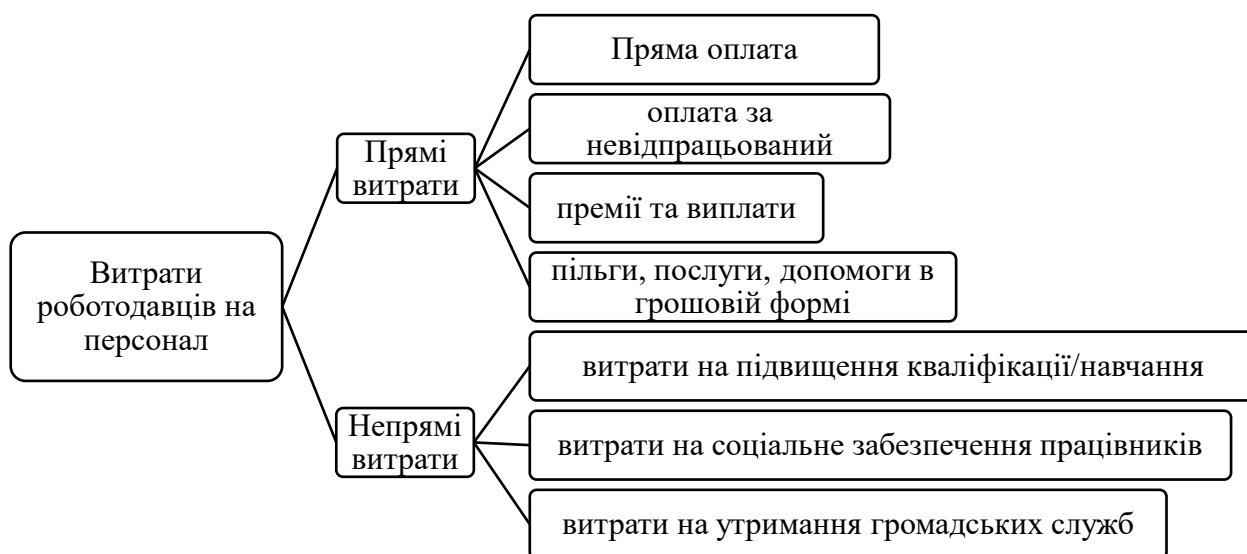 Витрати
роботодавців на
персонал
Прямі
витрати
Пряма оплата
оплата за
невідпрацьований
премії та виплати
пільги, послуги, допомоги в
грошовій формі
Непрямі
витрати
витрати на підвищення кваліфікації/навчання
витрати на соціальне забезпечення працівників
витрати на утримання громадських служб